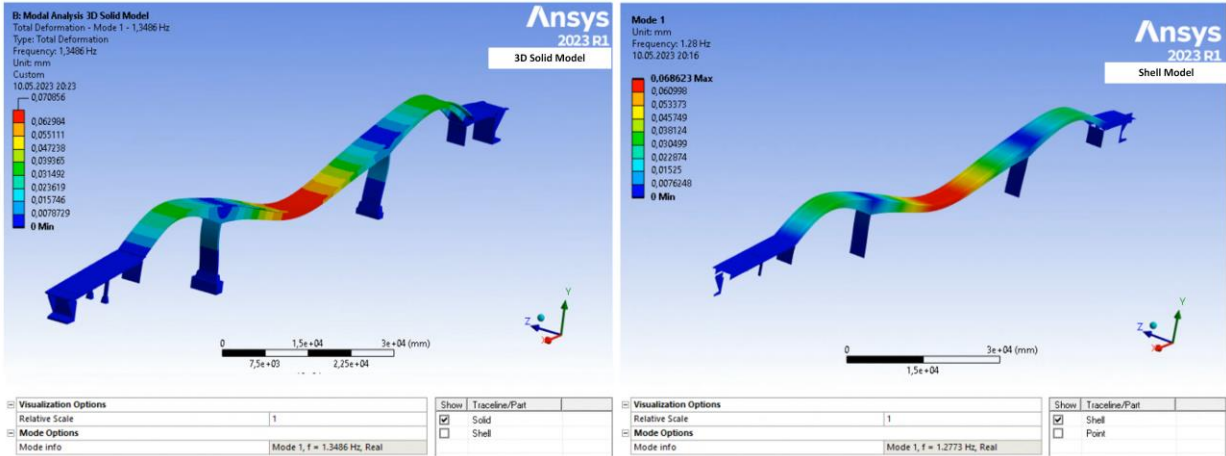 B: Modal Analysis 3D Solid Model
Total Deformation - Mode 1 - 1,3486 Hz
Type: Total Deformation
Frequency: 1,3486 Hz
Unit: mm
Custom
10.05.2023 20:23
0,070856
0,062984
0,055111
0,047238
0,039365
0,031492
0,023619
0,015746
0,0078729
0 Min
Ansys
2023 R1
3D Solid Model
Y
Z
X
0 1,5e+04 3e+04 (mm)
7,5e+03 2,25e+04
Visualization Options
Relative Scale 1
Mode Options
Mode info Mode 1, f = 1.3486 Hz, Real
Show Traceline/Part
Solid
Shell
Mode 1
Unit: mm
Frequency: 1.28 Hz
10.05.2023 20:16
0,068623 Max
0,060998
0,053373
0,045749
0,038124
0,030499
0,022874
0,01525
0,0076248
0 Min
Ansys
2023 R1
Shell Model
Y
Z
X
0 3e+04 (mm)
1,5e+04
Visualization Options
Relative Scale 1
Mode Options
Mode info Mode 1, f = 1.2773 Hz, Real
Show Traceline/Part
Shell
Point